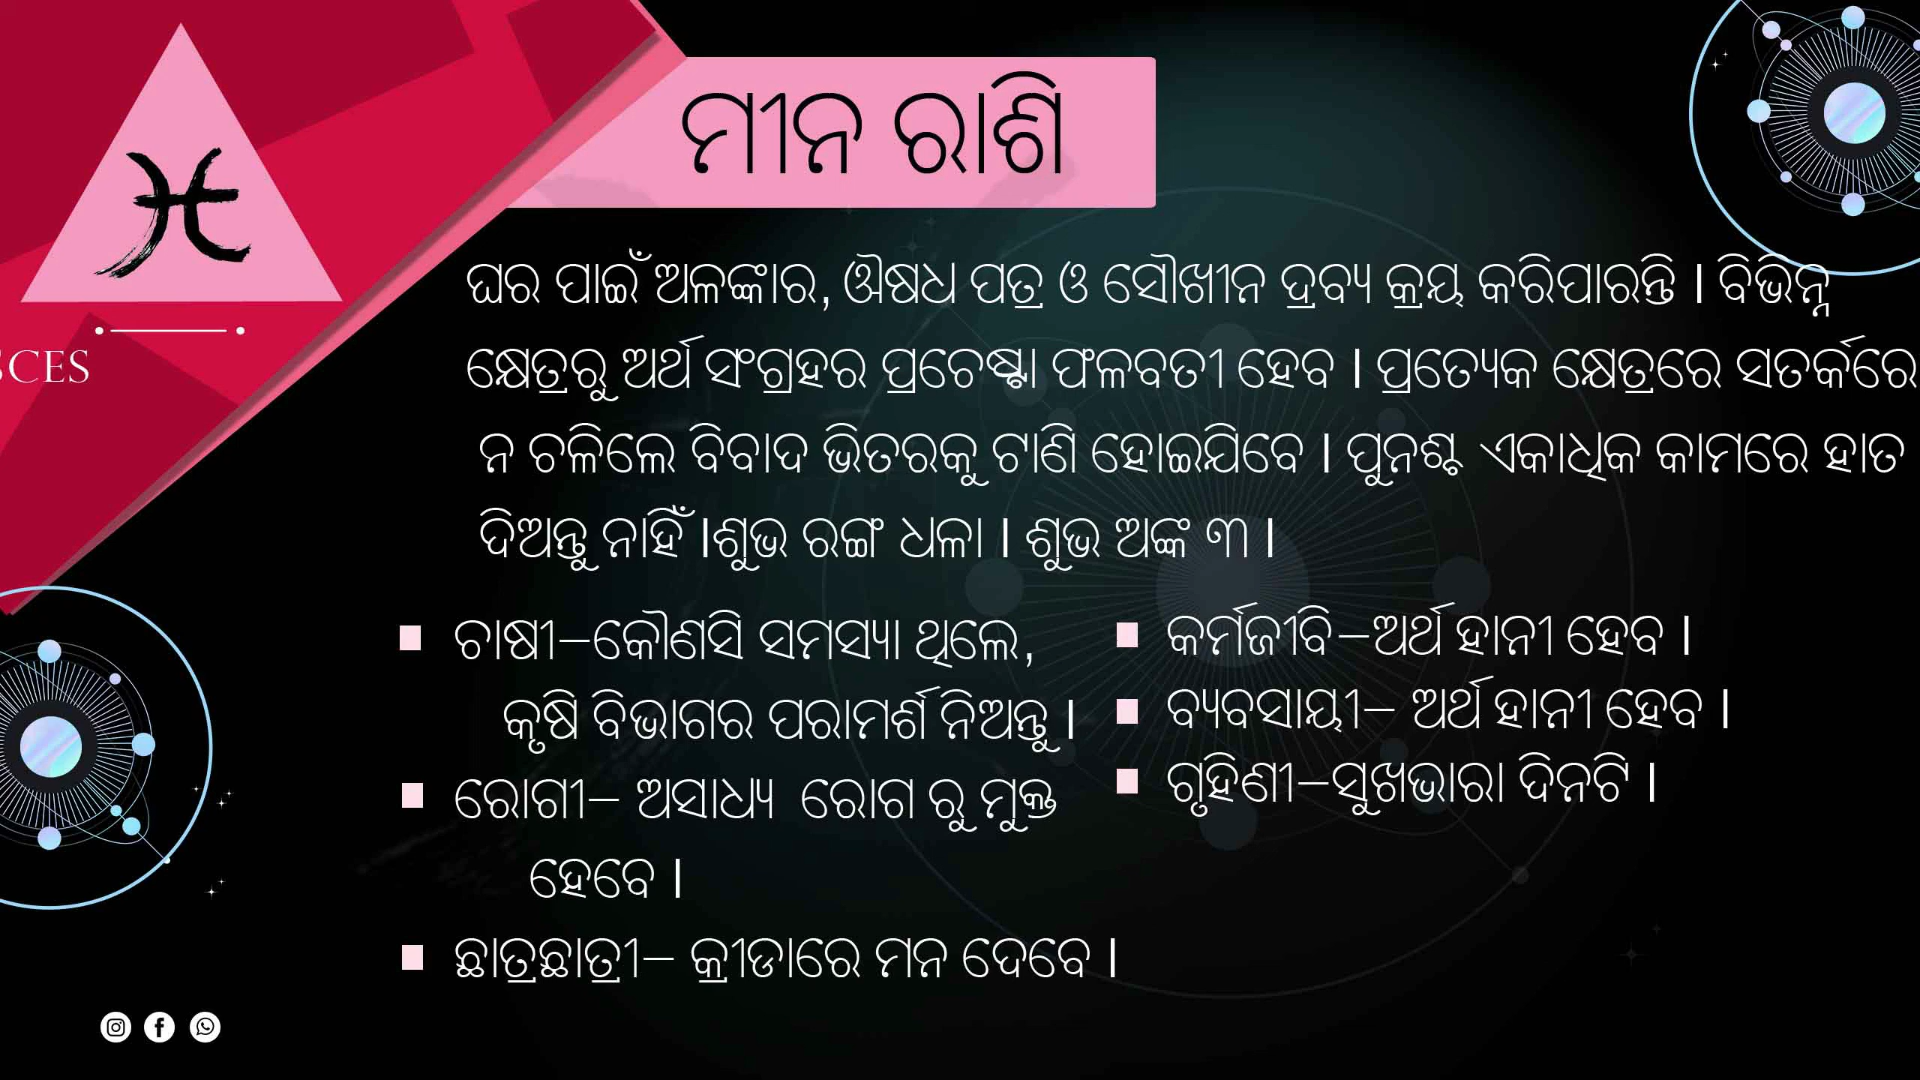 ମୀନ ରାଶି
ଘର ପାଇଁ ଅଳଙ୍କାର, ଔଷଧ ପତ୍ର ଓ ସୌଖୀନ ଦ୍ରବ୍ୟ କ୍ରୟ କରିପାରନ୍ତି । ବିଭିନ୍ନ
କ୍ଷେତ୍ରରୁ ଅର୍ଥ ସଂଗ୍ରହର ପ୍ରଚେଷ୍ଟା ଫଳବତୀ ହେବ । ପ୍ରତ୍ୟେକ କ୍ଷେତ୍ରରେ ସତର୍କରେ
ନ ଚଳିଲେ ବିବାଦ ଭିତରକୁ ଟାଣି ହୋଇଯିବେ । ପୁନଶ୍ଚ ଏକାଧିକ କାମରେ ହାତ
ଦିଅନ୍ତୁ ନାହିଁ ।ଶୁଭ ରଙ୍ଗ ଧଳା । ଶୁଭ ଅଙ୍କ ୩ ।
SCES
ଚାଷୀ–କୌଣସି ସମସ୍ୟା ଥିଲେ,
କୃଷି ବିଭାଗର ପରାମର୍ଶ ନିଅନ୍ତୁ ।
ରୋଗୀ– ଅସାଧ୍ୟ ରୋଗ ରୁ ମୁକ୍ତ
ହେବେ ।
ଛାତ୍ରଛାତ୍ରୀ– କ୍ରୀଡାରେ ମନ ଦେବେ ।
କର୍ମଜୀବି–ଅର୍ଥ ହାନୀ ହେବ ।
ବ୍ୟବସାୟୀ– ଅର୍ଥ ହାନୀ ହେବ ।
ଗୃହିଣୀ–ସୁଖଭାରା ଦିନଟି ।